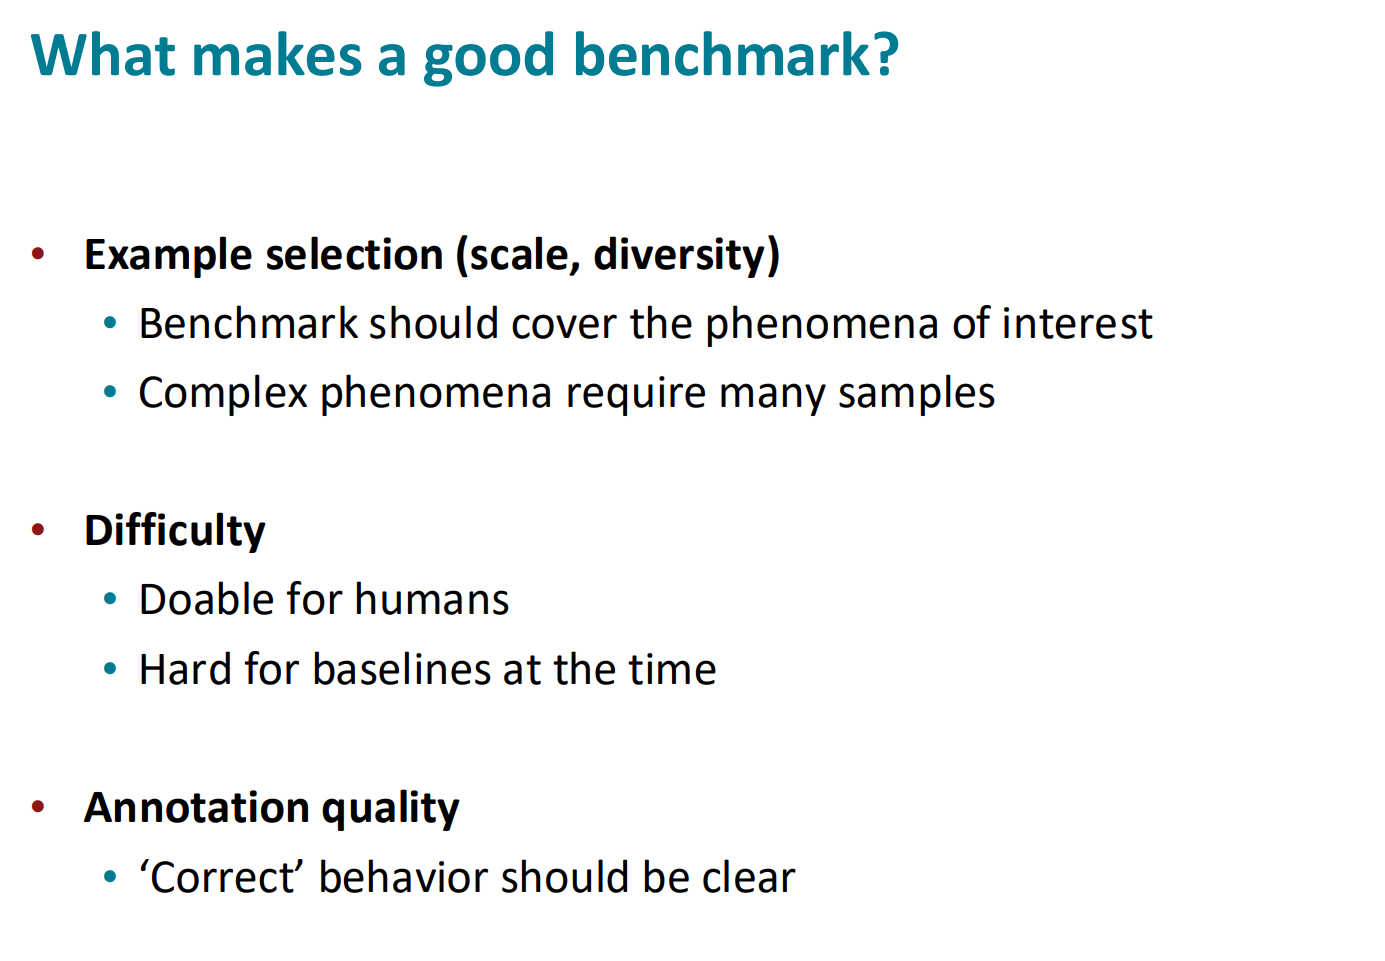 What makes a good benchmark?
• Example selection (scale, diversity)
• Benchmark should cover the phenomena of interest
• Complex phenomena require many samples
• Difficulty
• Doable for humans
• Hard for baselines at the time
• Annotation quality
• ‘Correct’ behavior should be clear